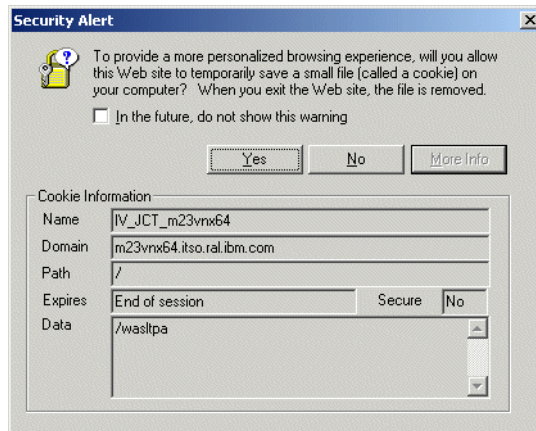 Security Alert
To provide a more personalized browsing experience, will you allow
this Web site to temporarily save a small file (called a cookie) on
your computer? When you exit the Web site, the file is removed.
In the future, do not show this warning
Yes No More Info
Cookie Information
Name IV_JCT_m23vnx64
Domain m23vnx64.itso.ral.ibm.com
Path /
Expires End of session Secure No
Data /wasltpa